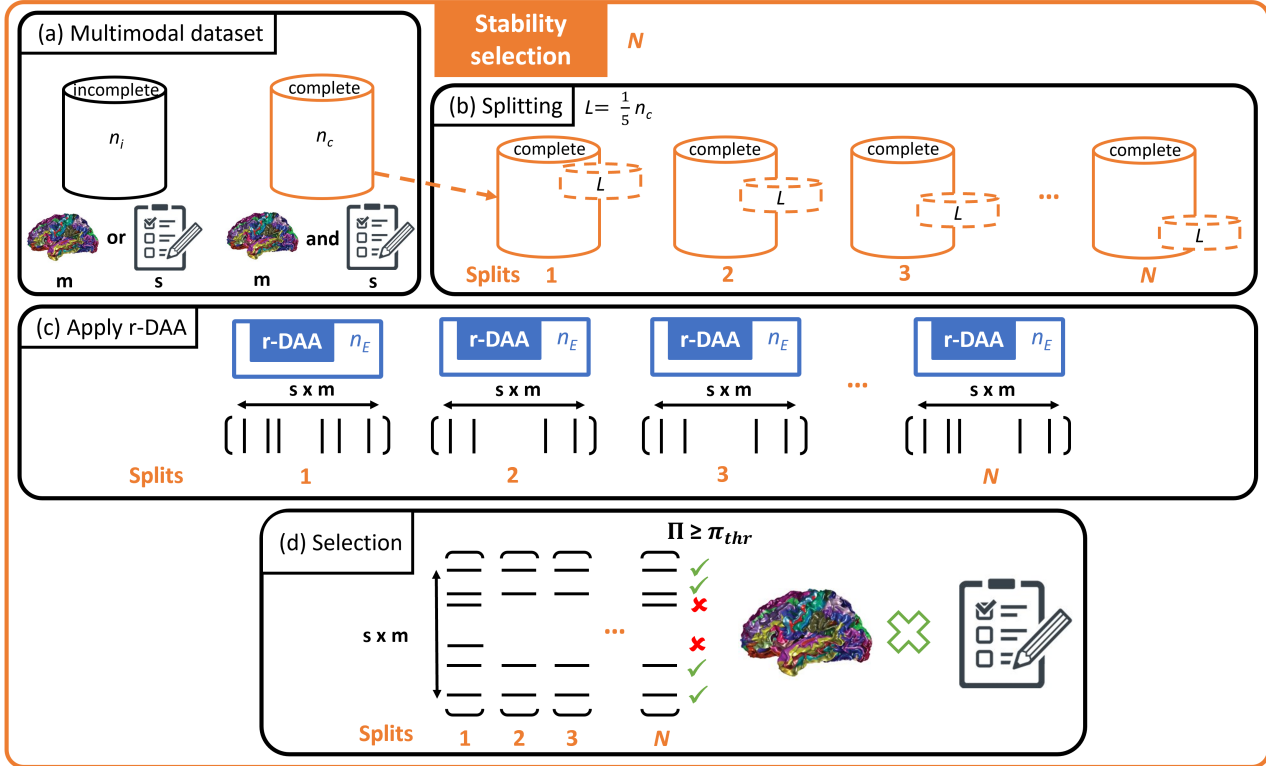 (a) Multimodal dataset
incomplete
complete
n_i
n_c
or
and
m
s
m
s
Stability
selection
N
(b) Splitting
L= 1/5 n_c
complete
complete
complete
complete
L
L
L
...
L
Splits 1 2 3 N
(c) Apply r-DAA
r-DAA n_E
r-DAA n_E
r-DAA n_E
r-DAA n_E
s x m
s x m
s x m
...
s x m
Splits 1 2 3 N
(d) Selection
Π ≥ π_thr
s x m
...
Splits 1 2 3 N